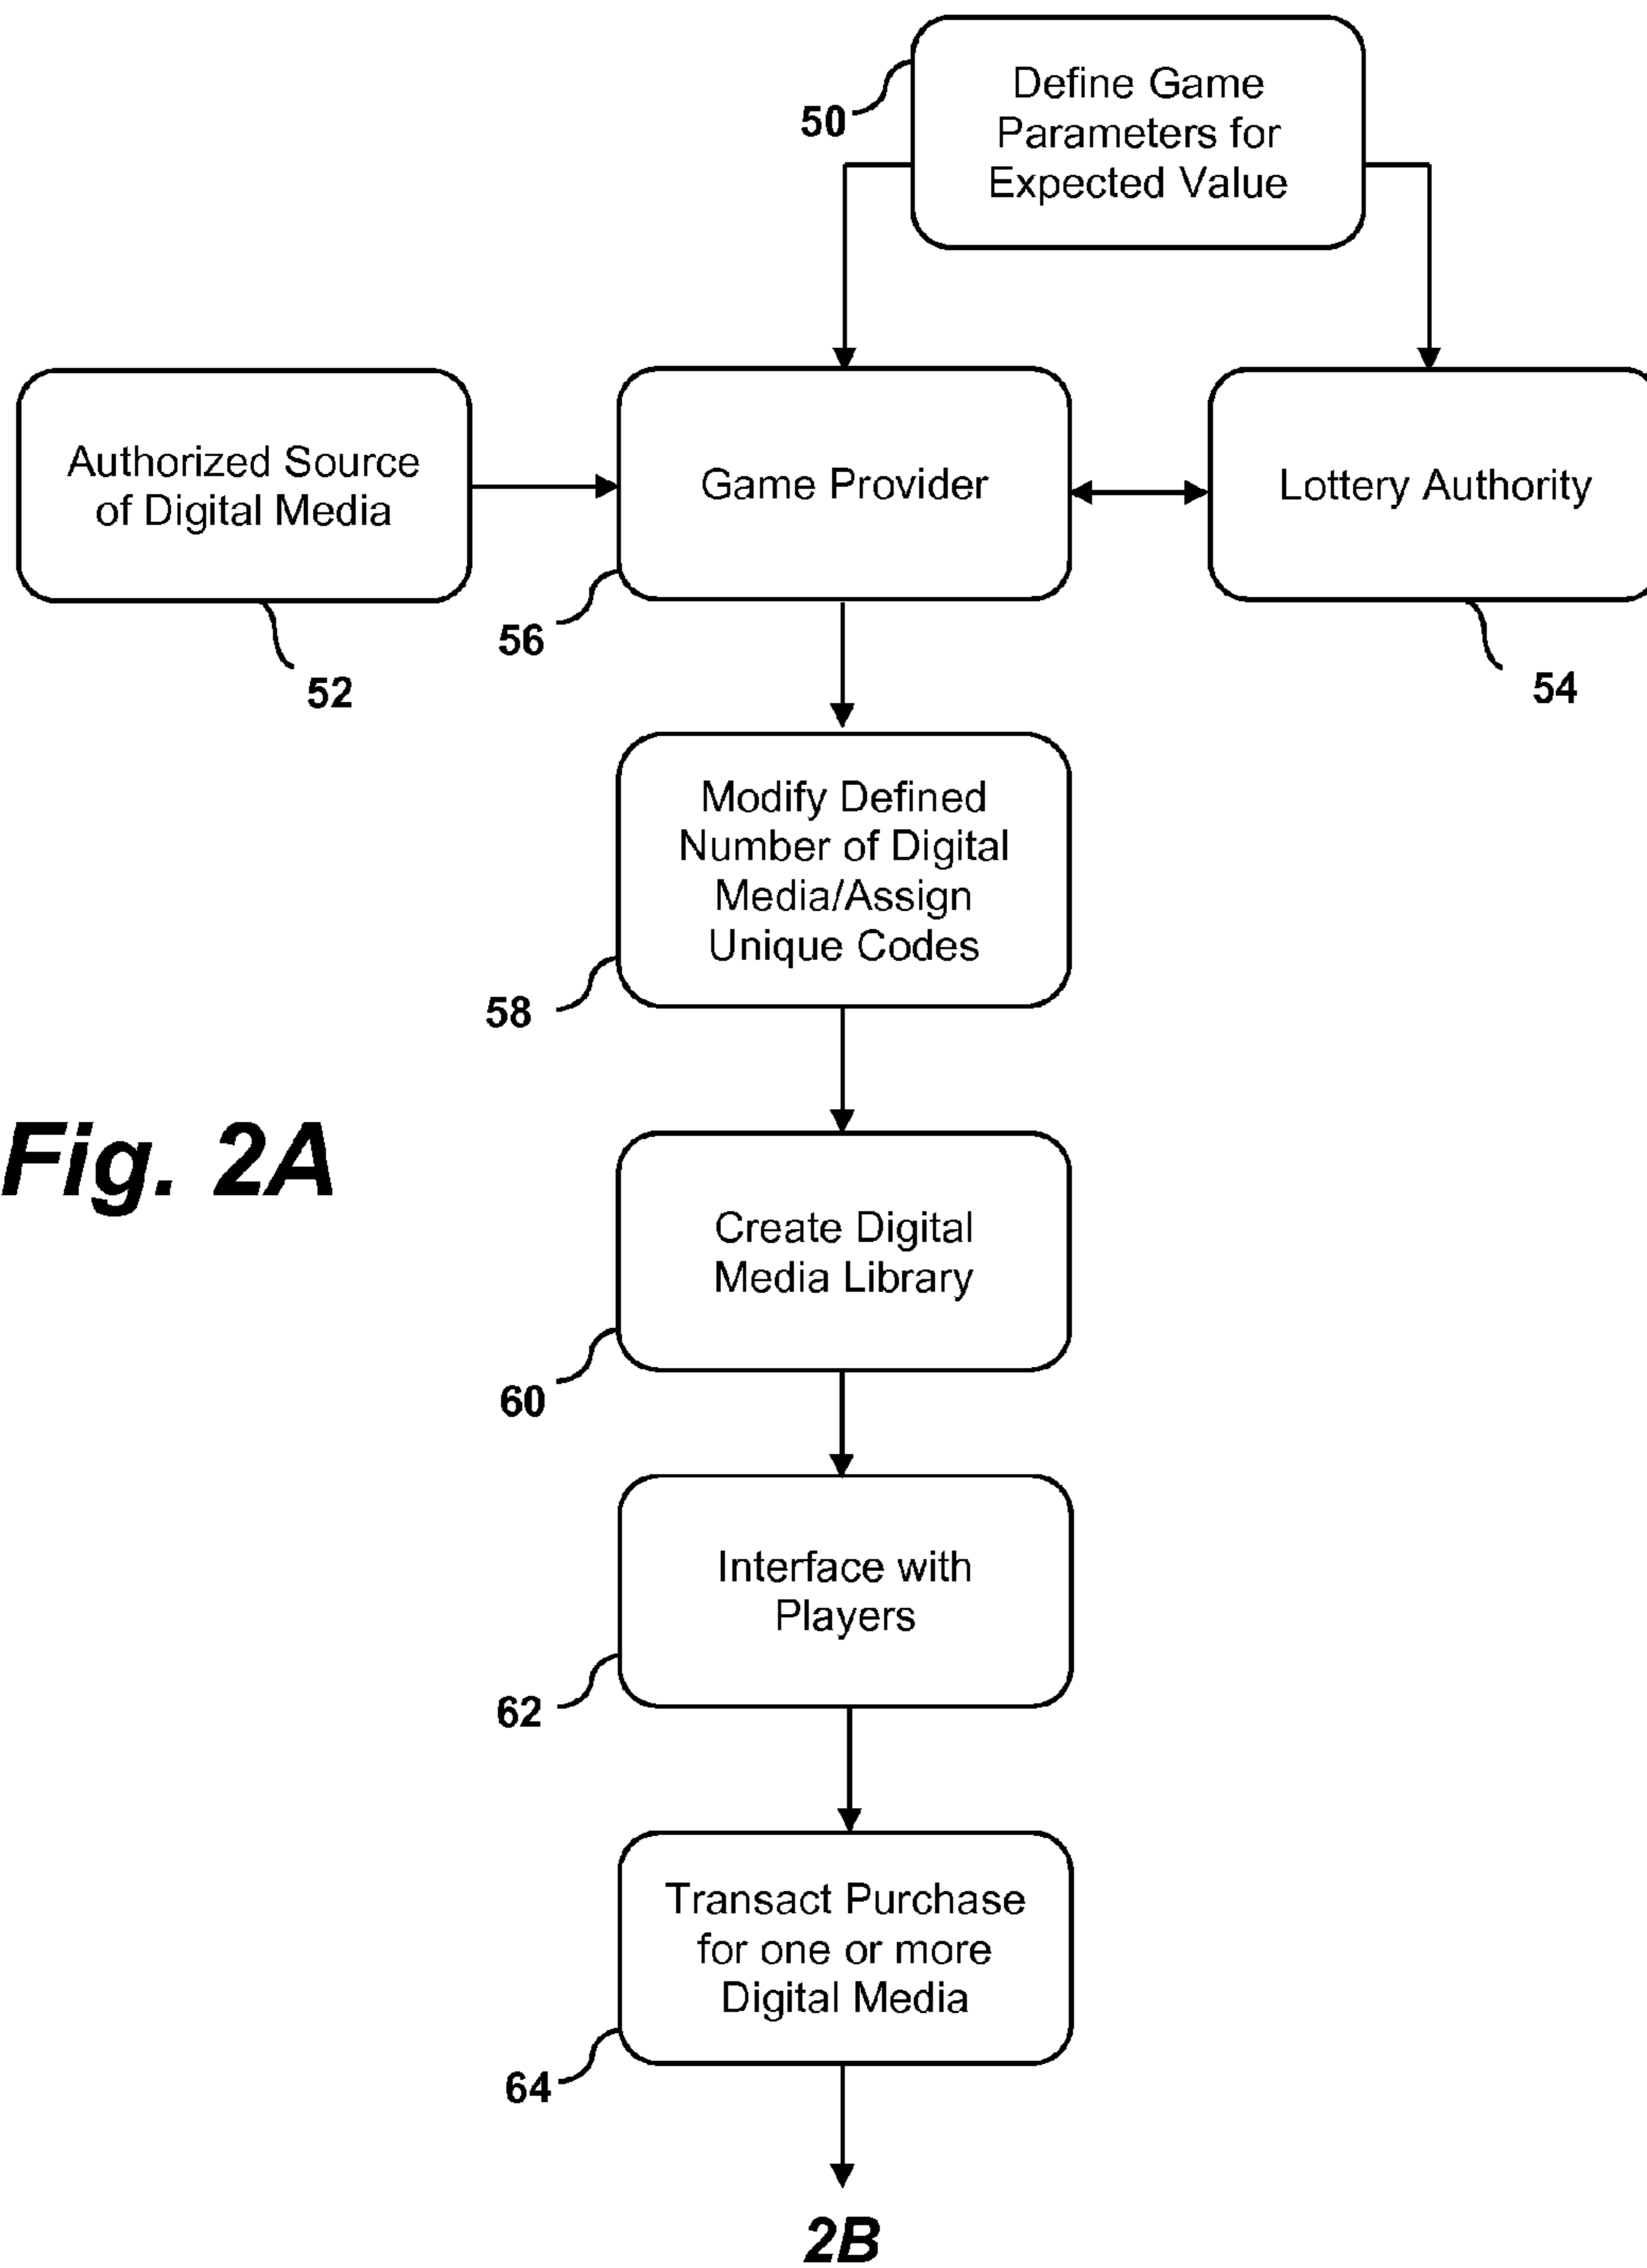 Define Game
Parameters for
Expected Value
50
Authorized Source
of Digital Media
52
Game Provider
56
Lottery Authority
54
Modify Defined
Number of Digital
Media/Assign
Unique Codes
58
Fig. 2A
Create Digital
Media Library
60
Interface with
Players
62
Transact Purchase
for one or more
Digital Media
64
2B